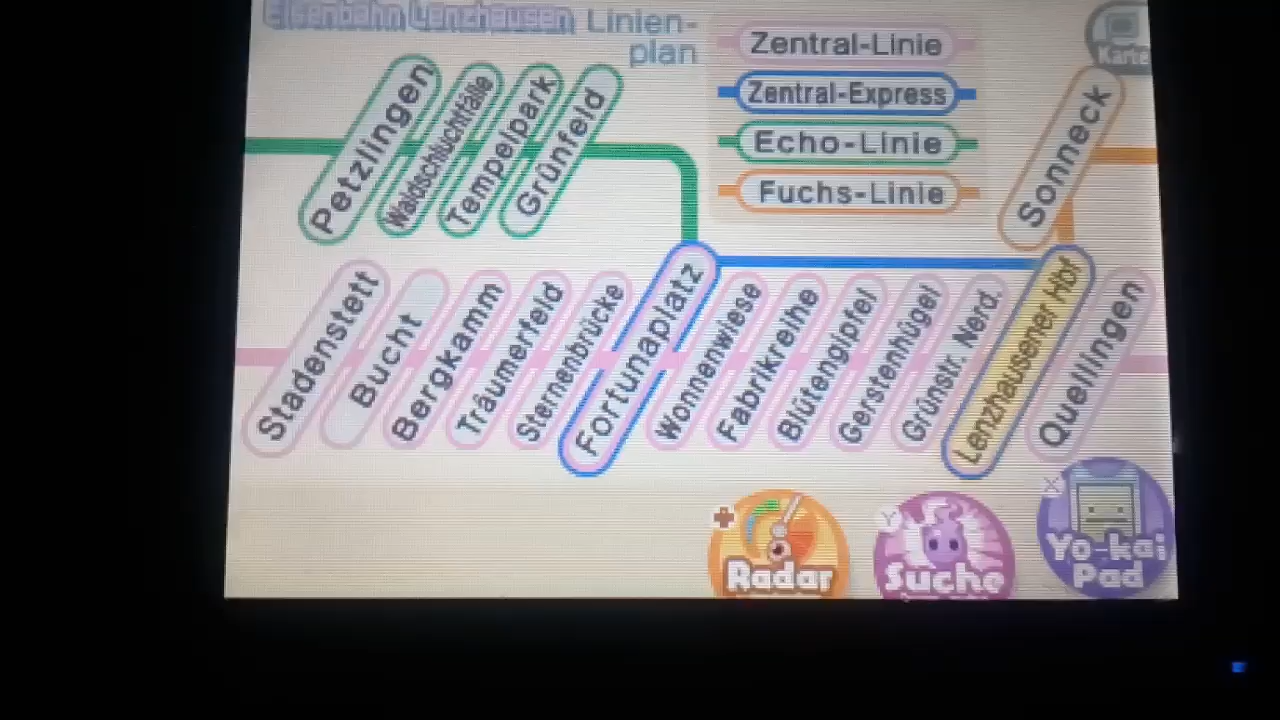 Eisenbahn Lenzhausen Linien-
plan
Zentral-Linie
Zentral-Express
Echo-Linie
Fuchs-Linie
Karte
Petzlingen
Waldschluchtfälle
Tempelpark
Grünfeld
Sonneck
Stadenstett
Bucht
Bergkamm
Träumerfeld
Sternenbrücke
Fortunaplatz
Wonnenwiese
Fabrikreihe
Blütengipfel
Gerstenhügel
Grünstr. Nerd.
Lenzhausener Hbf
Quellingen
Radar
Y
Suche
X
Yo-kai
Pad